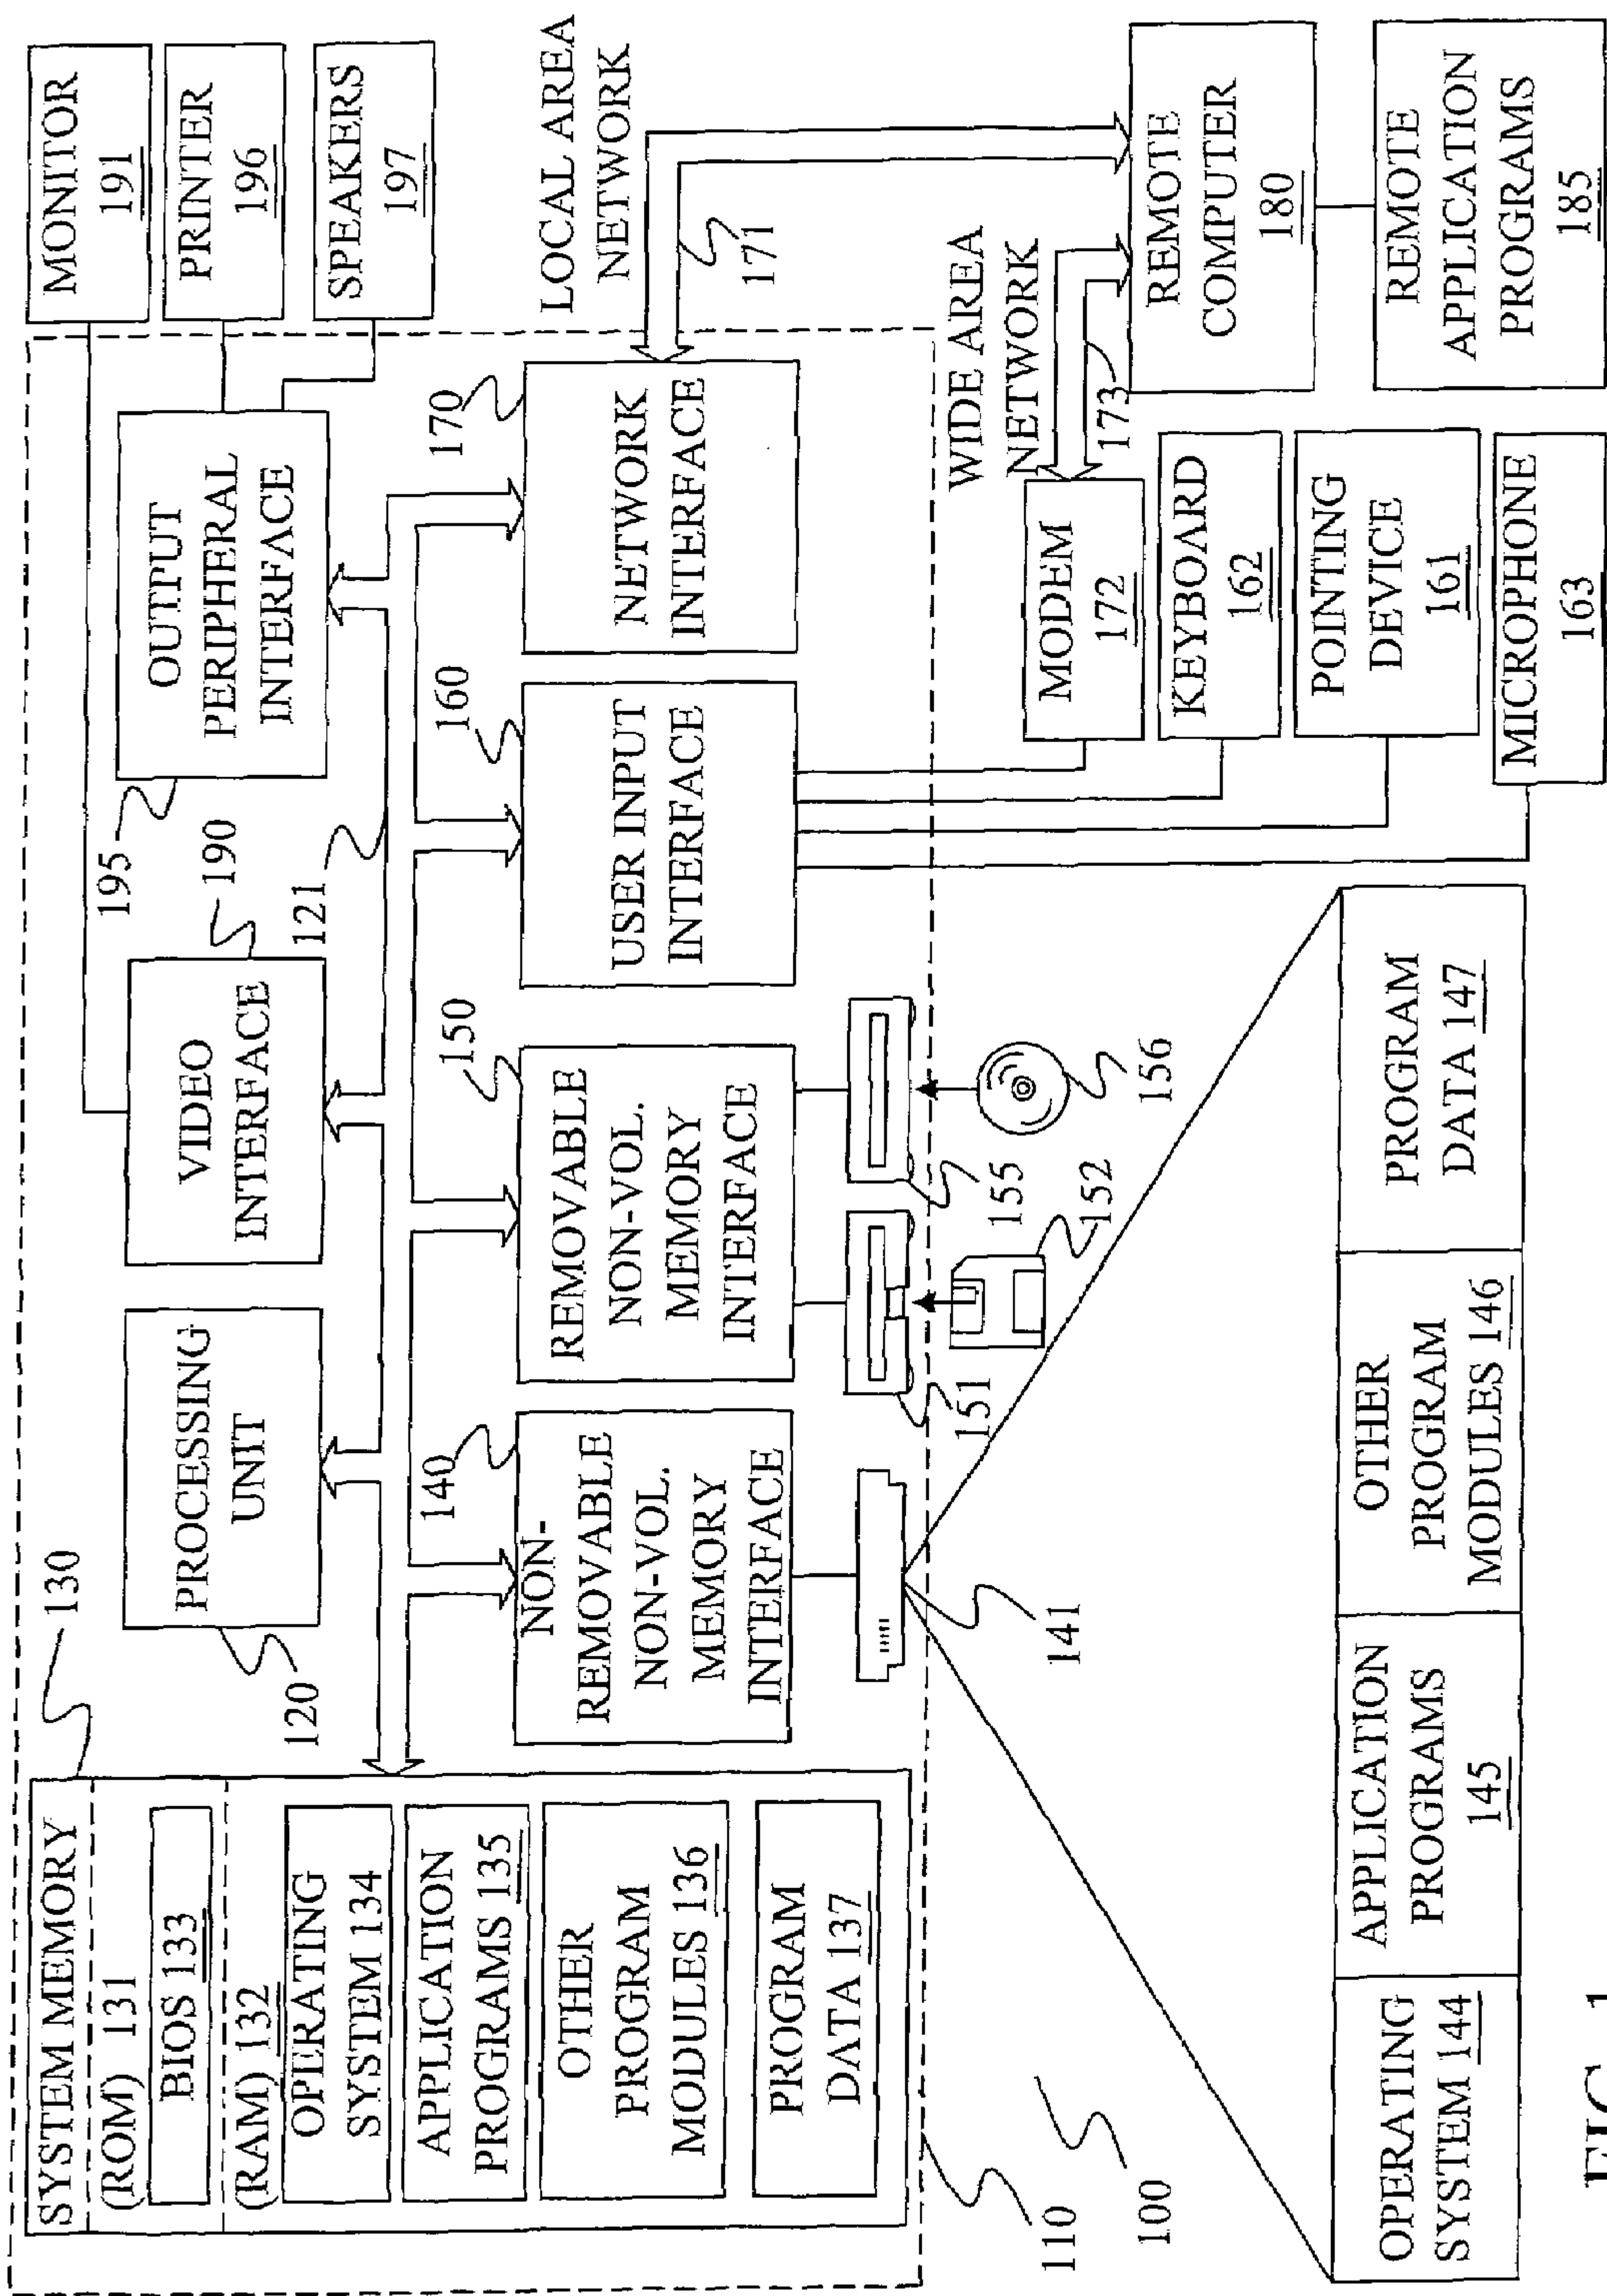 SYSTEM MEMORY
(ROM) 131
BIOS 133
(RAM) 132
OPERATING
SYSTEM 134
APPLICATION
PROGRAMS 135
OTHER
PROGRAM
MODULES 136
PROGRAM
DATA 137
130
PROCESSING
UNIT
120
VIDEO
INTERFACE
190
121
OUTPUT
PERIPHERAL
INTERFACE
195
MONITOR
191
PRINTER
196
SPEAKERS
197
140
NON-
REMOVABLE
NON-VOL.
MEMORY
INTERFACE
150
REMOVABLE
NON-VOL.
MEMORY
INTERFACE
160
USER INPUT
INTERFACE
170
NETWORK
INTERFACE
LOCAL AREA
NETWORK
171
WIDE AREA
NETWORK
173
141
151
152
155
156
MODEM
172
KEYBOARD
162
POINTING
DEVICE
161
MICROPHONE
163
REMOTE
COMPUTER
180
REMOTE
APPLICATION
PROGRAMS
185
110
100
OPERATING
SYSTEM 144
APPLICATION
PROGRAMS
145
OTHER
PROGRAM
MODULES 146
PROGRAM
DATA 147
FIG. 1